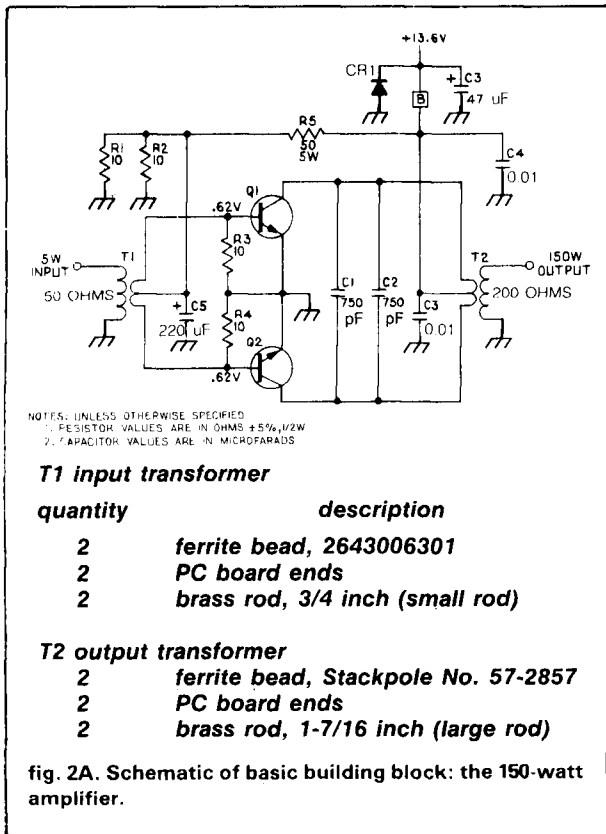 +13.6V
CR1
B
+ C3
47 uF
R5
50
5W
R1
10
R2
10
C4
0.01
Q1
.62V
R3
10
5W
INPUT
T1
50 OHMS
+
C5
220 uF
R4
10
Q2
.62V
C1
750
pF
C2
750
pF
C3
0.01
T2
150W
OUTPUT
200 OHMS
NOTES: UNLESS OTHERWISE SPECIFIED
1. RESISTOR VALUES ARE IN OHMS ±5%, 1/2W
2. CAPACITOR VALUES ARE IN MICROFARADS
T1 input transformer
quantity description
2 ferrite bead, 2643006301
2 PC board ends
2 brass rod, 3/4 inch (small rod)
T2 output transformer
2 ferrite bead, Stackpole No. 57-2857
2 PC board ends
2 brass rod, 1-7/16 inch (large rod)
fig. 2A. Schematic of basic building block: the 150-watt
amplifier.